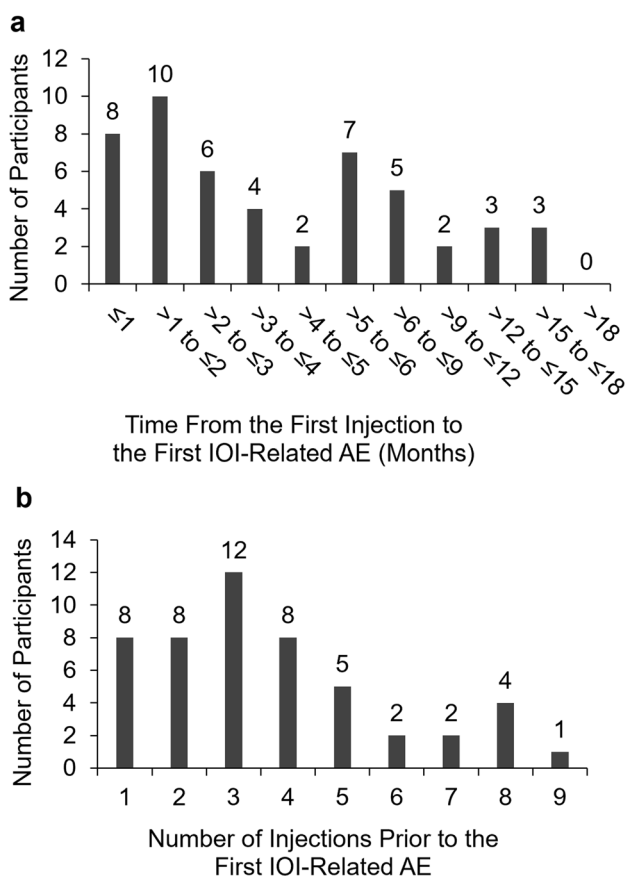 a
Number of Participants
12
10
8
6
4
2
0
8
10
6
4
2
7
5
2
3
3
0
≤1
>1 to ≤2
>2 to ≤3
>3 to ≤4
>4 to ≤5
>5 to ≤6
>6 to ≤9
>9 to ≤12
>12 to ≤15
>15 to ≤18
>18
Time From the First Injection to
the First IOI-Related AE (Months)
b
Number of Participants
14
12
10
8
6
4
2
0
8
8
12
8
5
2
2
4
1
1
2
3
4
5
6
7
8
9
Number of Injections Prior to the
First IOI-Related AE